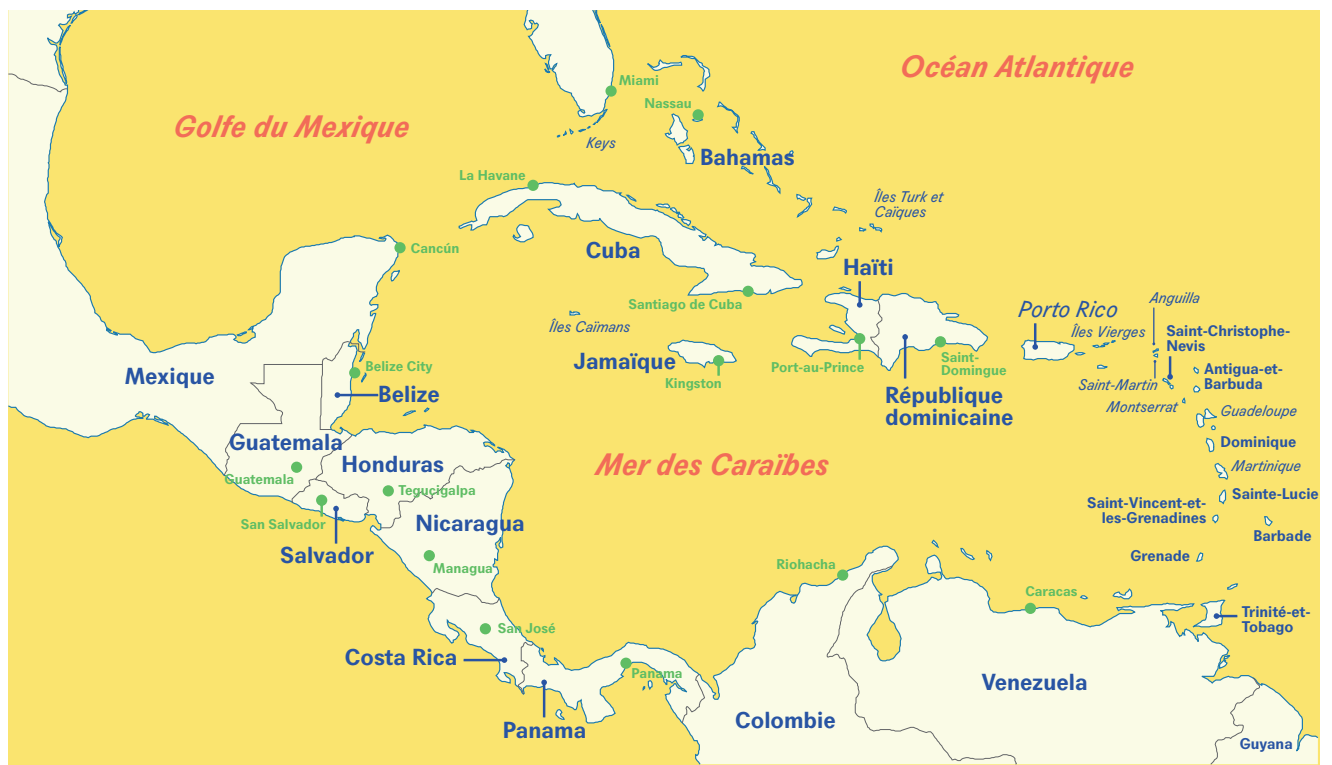 Océan Atlantique
Miami
Nassau
Golfe du Mexique
Keys
Bahamas
La Havane
Îles Turk et
Caïques
Cancún
Cuba
Haïti
Santiago de Cuba
Anguilla
Porto Rico
Îles Caïmans
Îles Vierges
Saint-Christophe-
Nevis
Jamaïque
Saint-
Domingue
Belize City
Port-au-Prince
Mexique
Kingston
Saint-Martin
Antigua-et-
Barbuda
Belize
République
dominicaine
Montserrat
Guadeloupe
Guatemala
Dominique
Honduras
Mer des Caraïbes
Martinique
Guatemala
Tegucigalpa
Sainte-Lucie
San Salvador
Nicaragua
Saint-Vincent-et-
les-Grenadines
Barbade
Salvador
Grenade
Managua
Riohacha
Caracas
Trinité-et-
Tobago
San José
Costa Rica
Panama
Venezuela
Colombie
Panama
Guyana